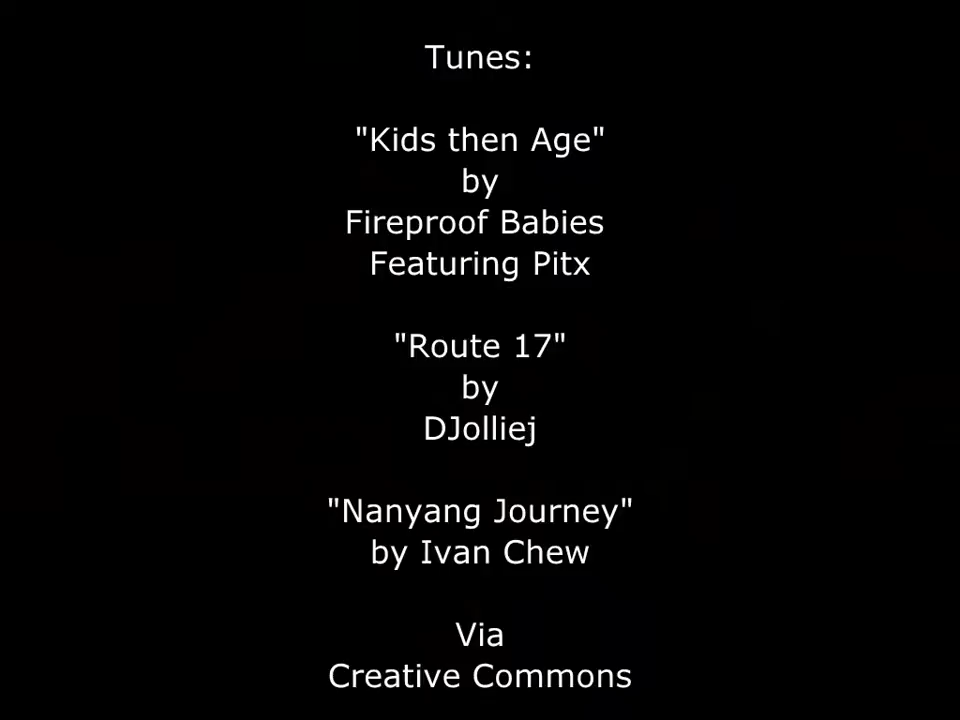 Tunes:
"Kids then Age"
by
Fireproof Babies
Featuring Pitx
"Route 17"
by
DJolliej
"Nanyang Journey"
by Ivan Chew
Via
Creative Commons